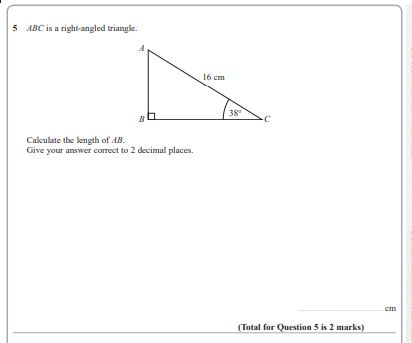 5 ABC is a right-angled triangle.
A
16 cm
38°
B
C
Calculate the length of AB.
Give your answer correct to 2 decimal places.
cm
(Total for Question 5 is 2 marks)